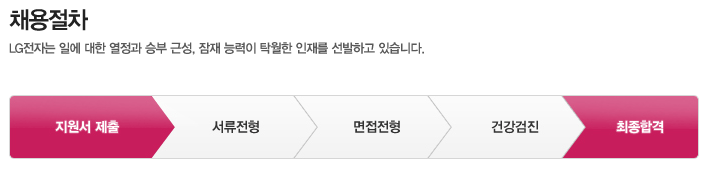 채용절차
LG전자는 일에 대한 열정과 승부 근성, 잠재 능력이 탁월한 인재를 선발하고 있습니다.
지원서 제출 서류전형 면접전형 건강검진 최종합격